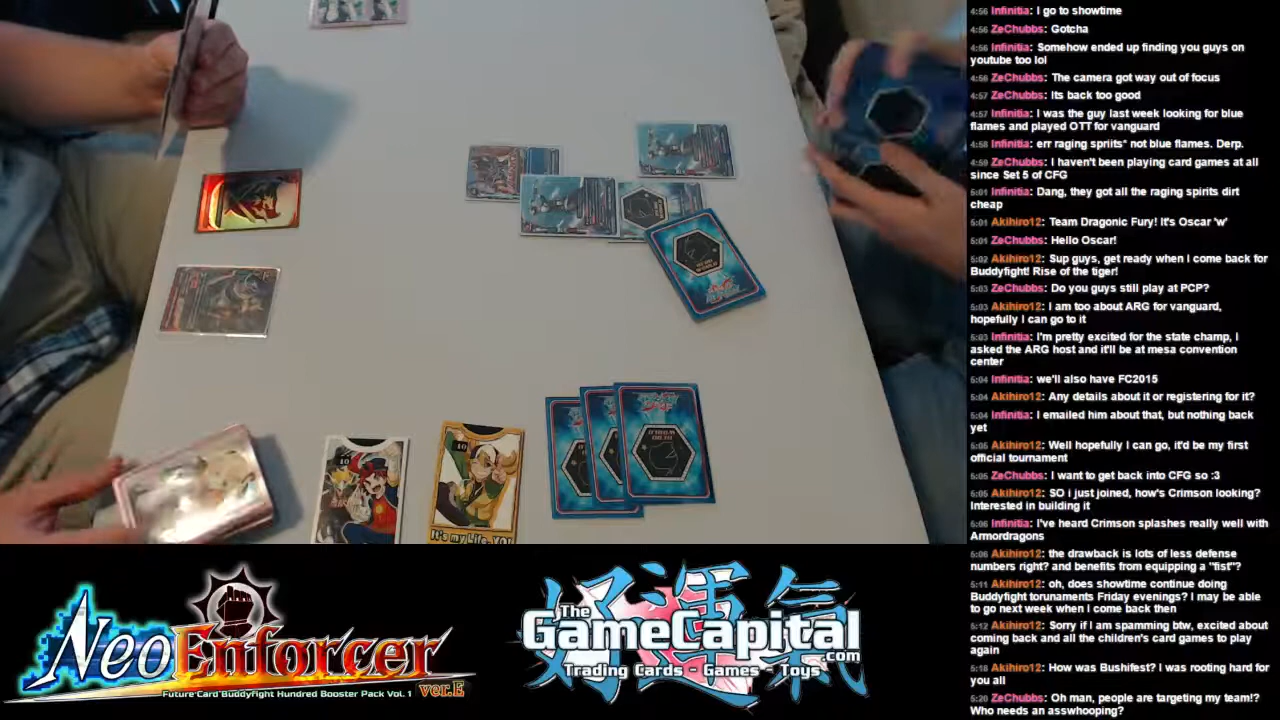 4:56 Infinitia: I go to showtime
4:56 ZeChubbs: Gotcha
4:56 Infinitia: Somehow ended up finding you guys on
youtube too lol
4:56 ZeChubbs: The camera got way out of focus
4:57 ZeChubbs: Its back too good
4:57 Infinitia: I was the guy last week looking for blue
flames and played OTT for vanguard
4:58 Infinitia: err raging spriits* not blue flames. Derp.
4:59 ZeChubbs: I haven't been playing card games at all
since Set 5 of CFG
5:01 Infinitia: Dang, they got all the raging spirits dirt
cheap
5:01 Akihiro12: Team Dragonic Fury! It's Oscar 'w'
5:01 ZeChubbs: Hello Oscar!
5:02 Akihiro12: Sup guys, get ready when I come back for
Buddyfight! Rise of the tiger!
5:03 ZeChubbs: Do you guys still play at PCP?
5:03 Akihiro12: I am too about ARG for vanguard,
hopefully I can go to it
5:03 Infinitia: I'm pretty excited for the state champ, I
asked the ARG host and it'll be at mesa convention
center
5:04 Infinitia: we'll also have FC2015
5:04 Akihiro12: Any details about it or registering for it?
5:04 Infinitia: I emailed him about that, but nothing back
yet
5:05 Akihiro12: Well hopefully I can go, it'd be my first
official tournament
5:05 ZeChubbs: I want to get back into CFG so :3
5:05 Akihiro12: SO i just joined, how's Crimson looking?
Interested in building it
5:06 Infinitia: I've heard Crimson splashes really well with
Armordragons
5:06 Akihiro12: the drawback is lots of less defense
numbers right? and benefits from equipping a "fist"?
5:11 Akihiro12: oh, does showtime continue doing
Buddyfight torunaments Friday evenings? I may be able
to go next week when I come back then
5:12 Akihiro12: Sorry if I am spamming btw, excited about
coming back and all the children's card games to play
again
5:18 Akihiro12: How was Bushifest? I was rooting hard for
you all
5:20 ZeChubbs: Oh man, people are targeting my team!?
Who needs an asswhooping?
10
10
It's my Life, YO!
NeoEnforcer
ver.E
Future Card Buddyfight Hundred Booster Pack Vol. 1
好運氣
The
GameCapital
.com
Trading Cards - Games - Toys